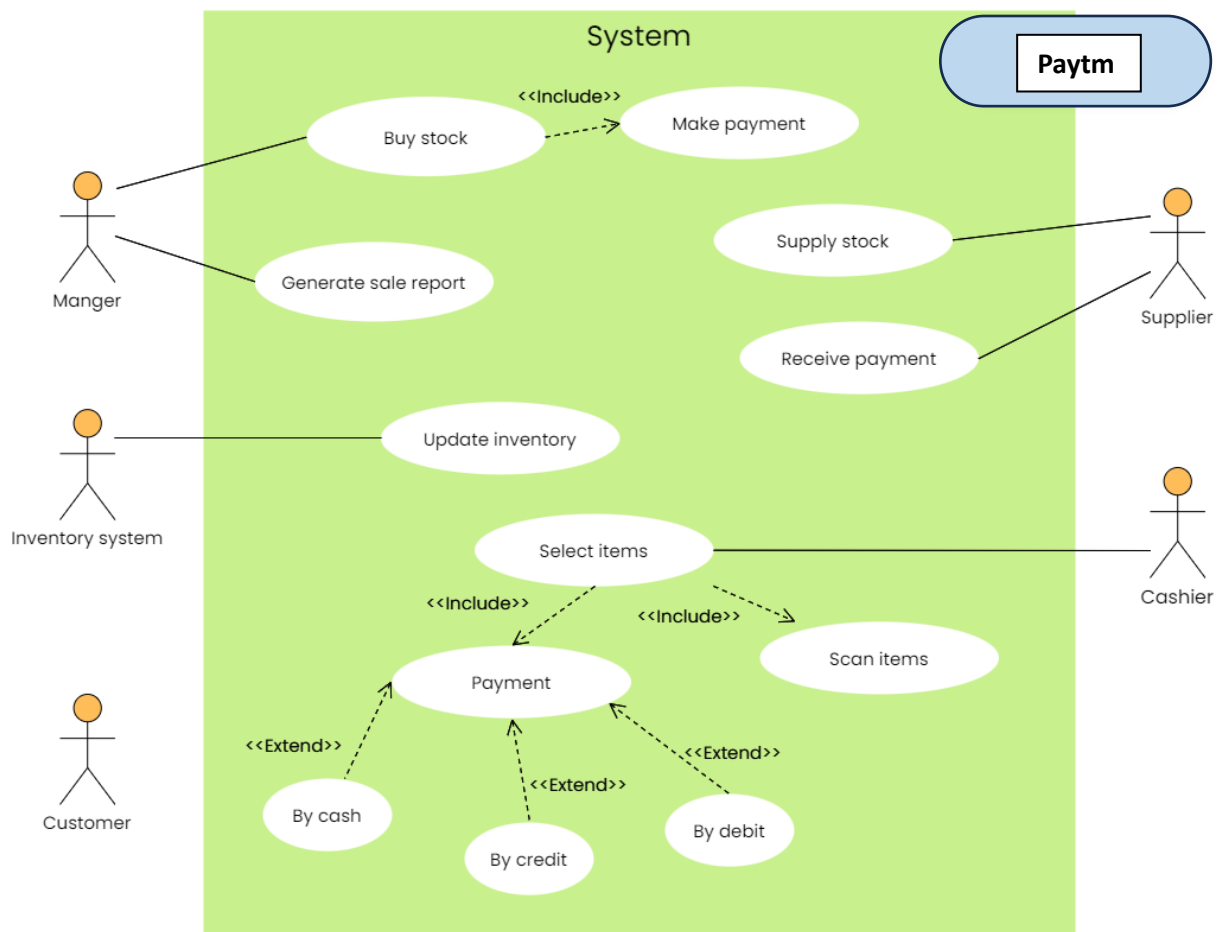 System
Paytm
<<Include>>
Buy stock
Make payment
Supply stock
Generate sale report
Manger
Supplier
Receive payment
Update inventory
Inventory system
Select items
Cashier
<<Include>>
<<Include>>
Scan items
Payment
<<Extend>>
<<Extend>>
<<Extend>>
By cash
Customer
By debit
By credit